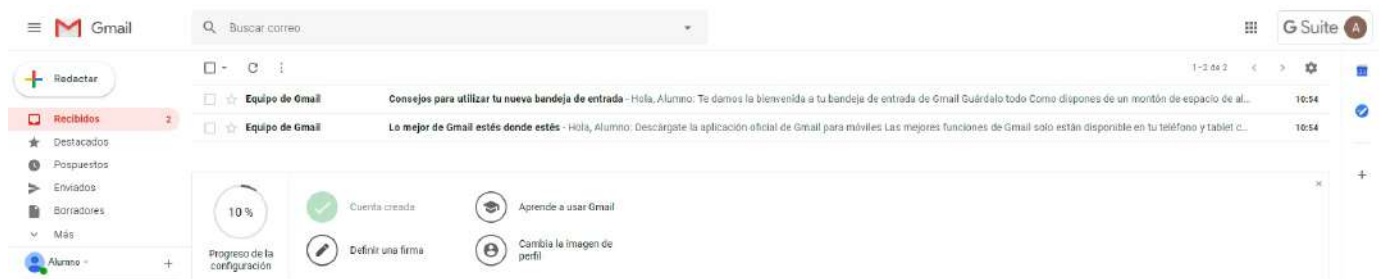 Gmail
Buscar correo
G Suite A
Redactar
1-2 de 2
Equipo de Gmail Consejos para utilizar tu nueva bandeja de entrada - Hola, Alumno: Te damos la bienvenida a tu bandeja de entrada de Gmail Guárdalo todo Como dispones de un montón de espacio de al... 10:54
Recibidos 2
Equipo de Gmail Lo mejor de Gmail estés donde estés - Hola, Alumno: Descárgate la aplicación oficial de Gmail para móviles Las mejores funciones de Gmail solo están disponible en tu teléfono y tablet c... 10:54
Destacados
Pospuestos
Enviados
Borradores
Más
Alumno
10 %
Progreso de la
configuración
Cuenta creada
Aprende a usar Gmail
Definir una firma
Cambia la imagen de
perfil